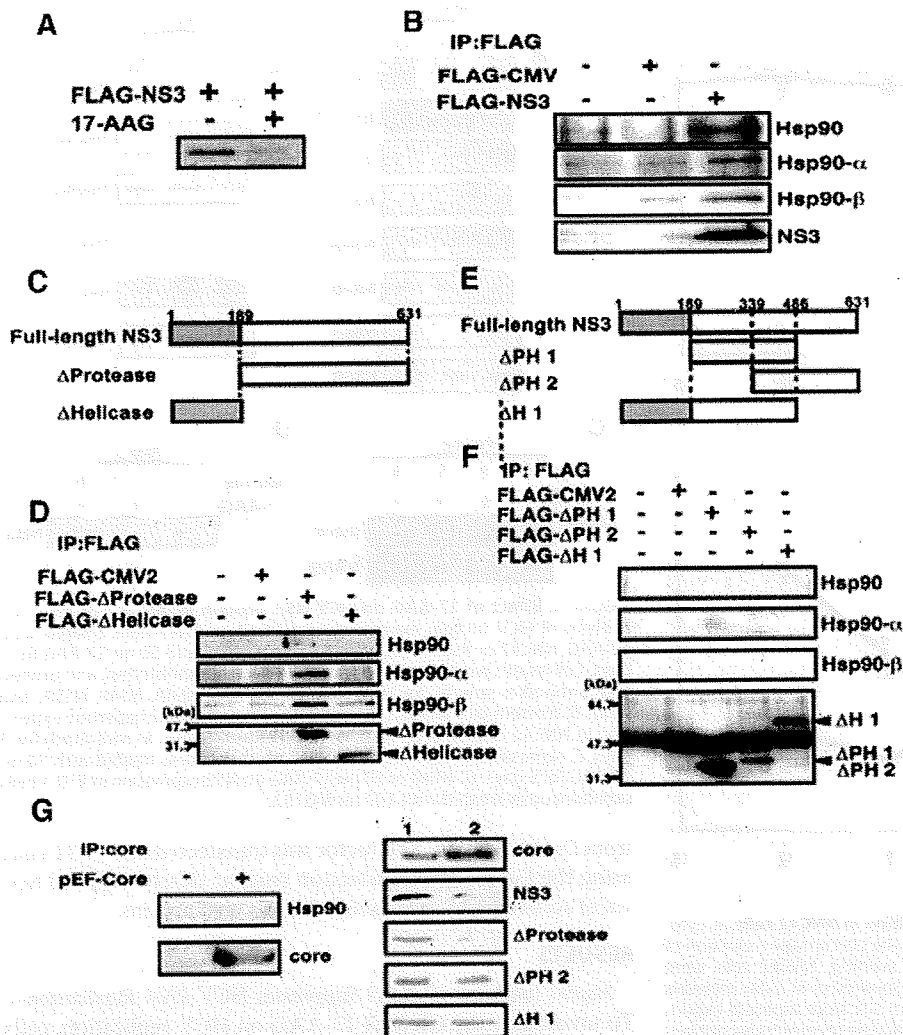 A
FLAG-NS3 + +
17-AAG - +
B
IP:FLAG
FLAG-CMV - + -
FLAG-NS3 - - +
Hsp90
Hsp90-α
Hsp90-β
NS3
C
1 189 631
Full-length NS3
ΔProtease
ΔHelicase
E
1 189 339 486 631
Full-length NS3
ΔPH 1
ΔPH 2
ΔH 1
D
IP:FLAG
FLAG-CMV2 - + - -
FLAG-ΔProtease - - + -
FLAG-ΔHelicase - - - +
Hsp90
Hsp90-α
Hsp90-β
[kDa]
47.3
31.3
ΔProtease
ΔHelicase
F
IP: FLAG
FLAG-CMV2 - + - - -
FLAG-ΔPH 1 - - + - -
FLAG-ΔPH 2 - - - + -
FLAG-ΔH 1 - - - - +
Hsp90
Hsp90-α
Hsp90-β
[kDa]
47.3
31.3
ΔH 1
ΔPH 1
ΔPH 2
G
IP:core
pEF-Core - +
Hsp90
core
1 2
core
NS3
ΔProtease
ΔPH 2
ΔH 1